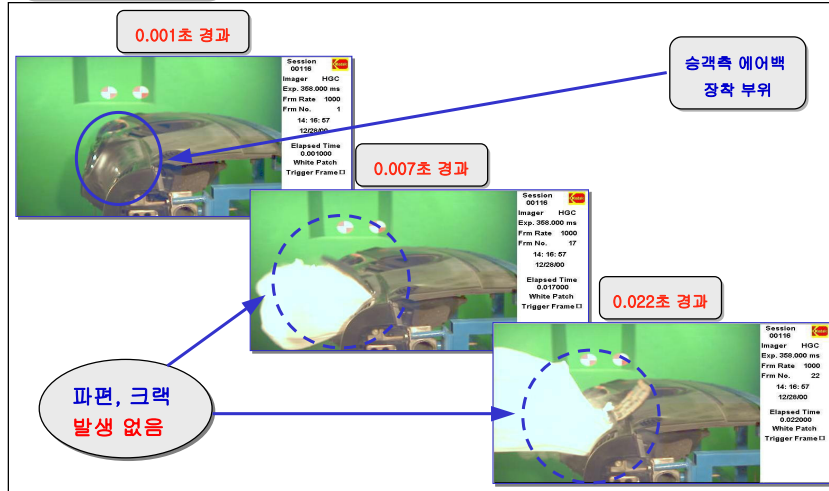 0.001초 경과
승객측 에어백
장착 부위
Session
00116
Kodak
Imager HGC
Exp. 358.000 ms
Frm Rate 1000
Frm No. 1
14: 16: 57
12/28/00
Elapsed Time
0.001000
White Patch
Trigger Frame
0.007초 경과
Session
00116
Kodak
Imager HGC
Exp. 358.000 ms
Frm Rate 1000
Frm No. 17
14: 16: 57
12/28/00
Elapsed Time
0.017000
White Patch
Trigger Frame
0.022초 경과
Session
00116
Kodak
Imager HGC
Exp. 358.000 ms
Frm Rate 1000
Frm No. 22
14: 16: 57
12/28/00
Elapsed Time
0.022000
White Patch
Trigger Frame
파편, 크랙
발생 없음